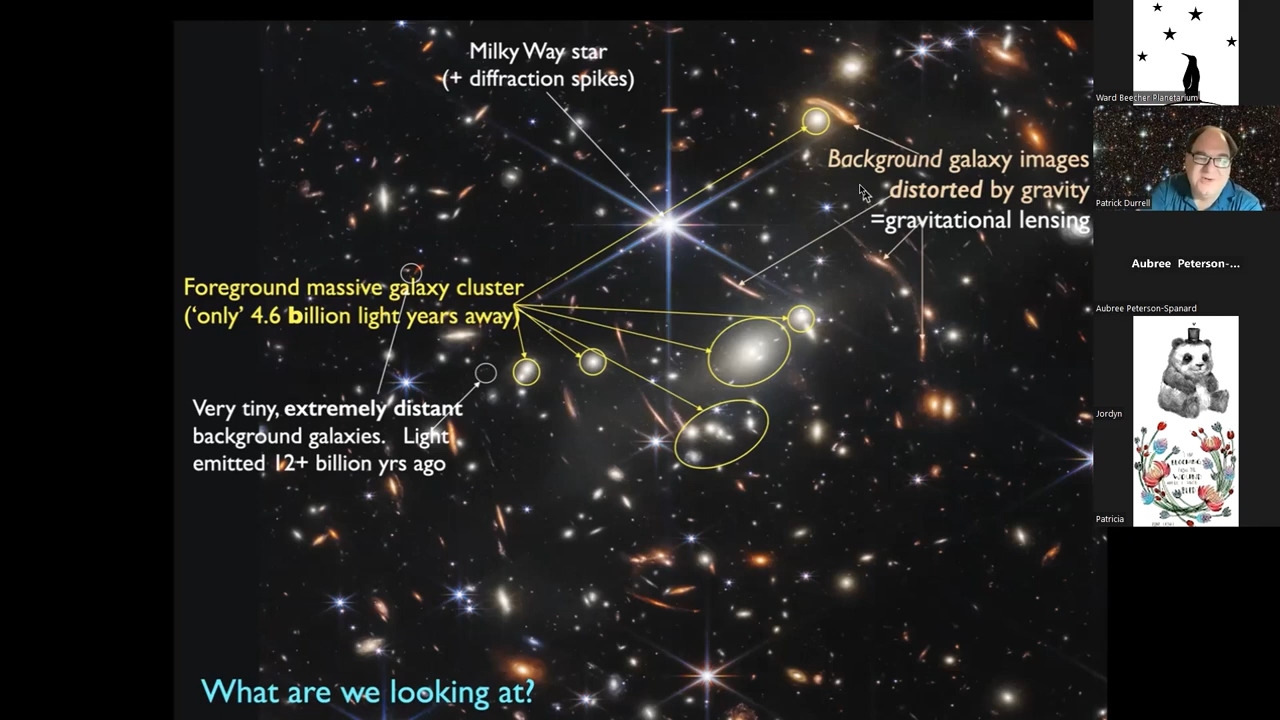 Milky Way star
(+ diffraction spikes)
Background galaxy images
distorted by gravity
=gravitational lensing
Foreground massive galaxy cluster
(‘only’ 4.6 billion light years away)
Very tiny, extremely distant
background galaxies. Light
emitted 12+ billion yrs ago
What are we looking at?
Ward Beecher Planetarium
Patrick Durrell
Aubree Peterson-...
Aubree Peterson-Spanard
Jordyn
Patricia
BLOOMING
WOUND